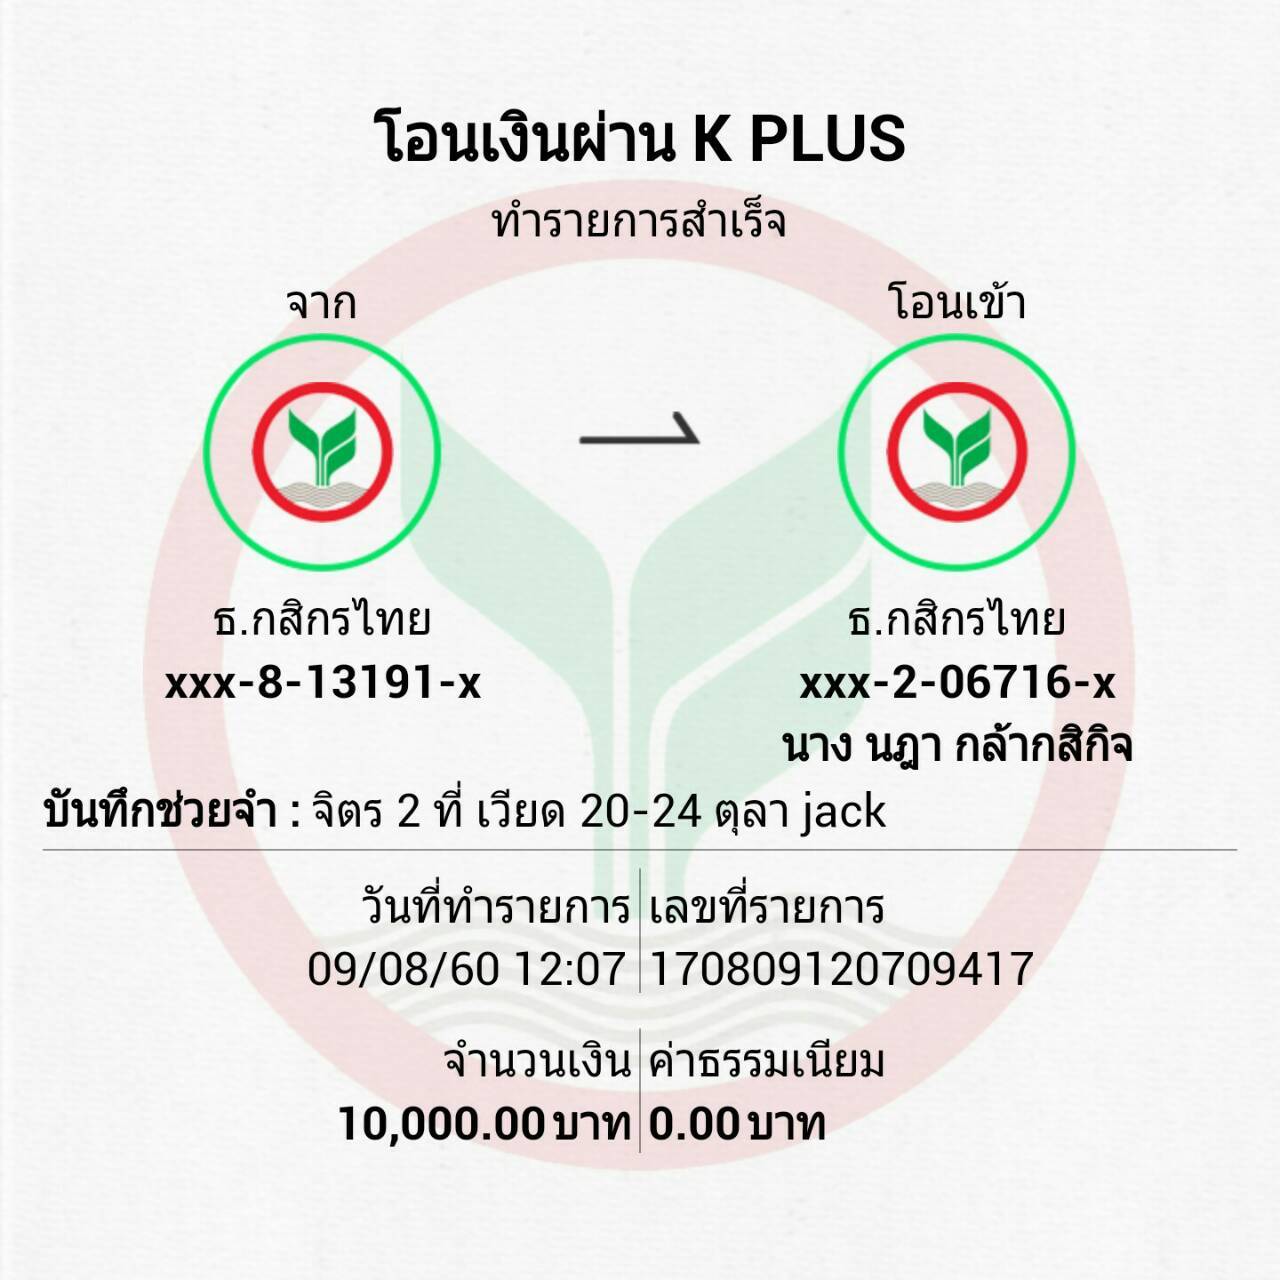 โอนเงินผ่าน K PLUS
ทำรายการสำเร็จ
จาก
โอนเข้า
ธ.กสิกรไทย
xxx-8-13191-x
ธ.กสิกรไทย
xxx-2-06716-x
นาง นฎา กล้ากสิกิจ
บันทึกช่วยจำ : จิตร 2 ที่ เวียด 20-24 ตุลา jack
วันที่ทำรายการ
09/08/60 12:07
เลขที่รายการ
170809120709417
จำนวนเงิน
10,000.00 บาท
ค่าธรรมเนียม
0.00 บาท